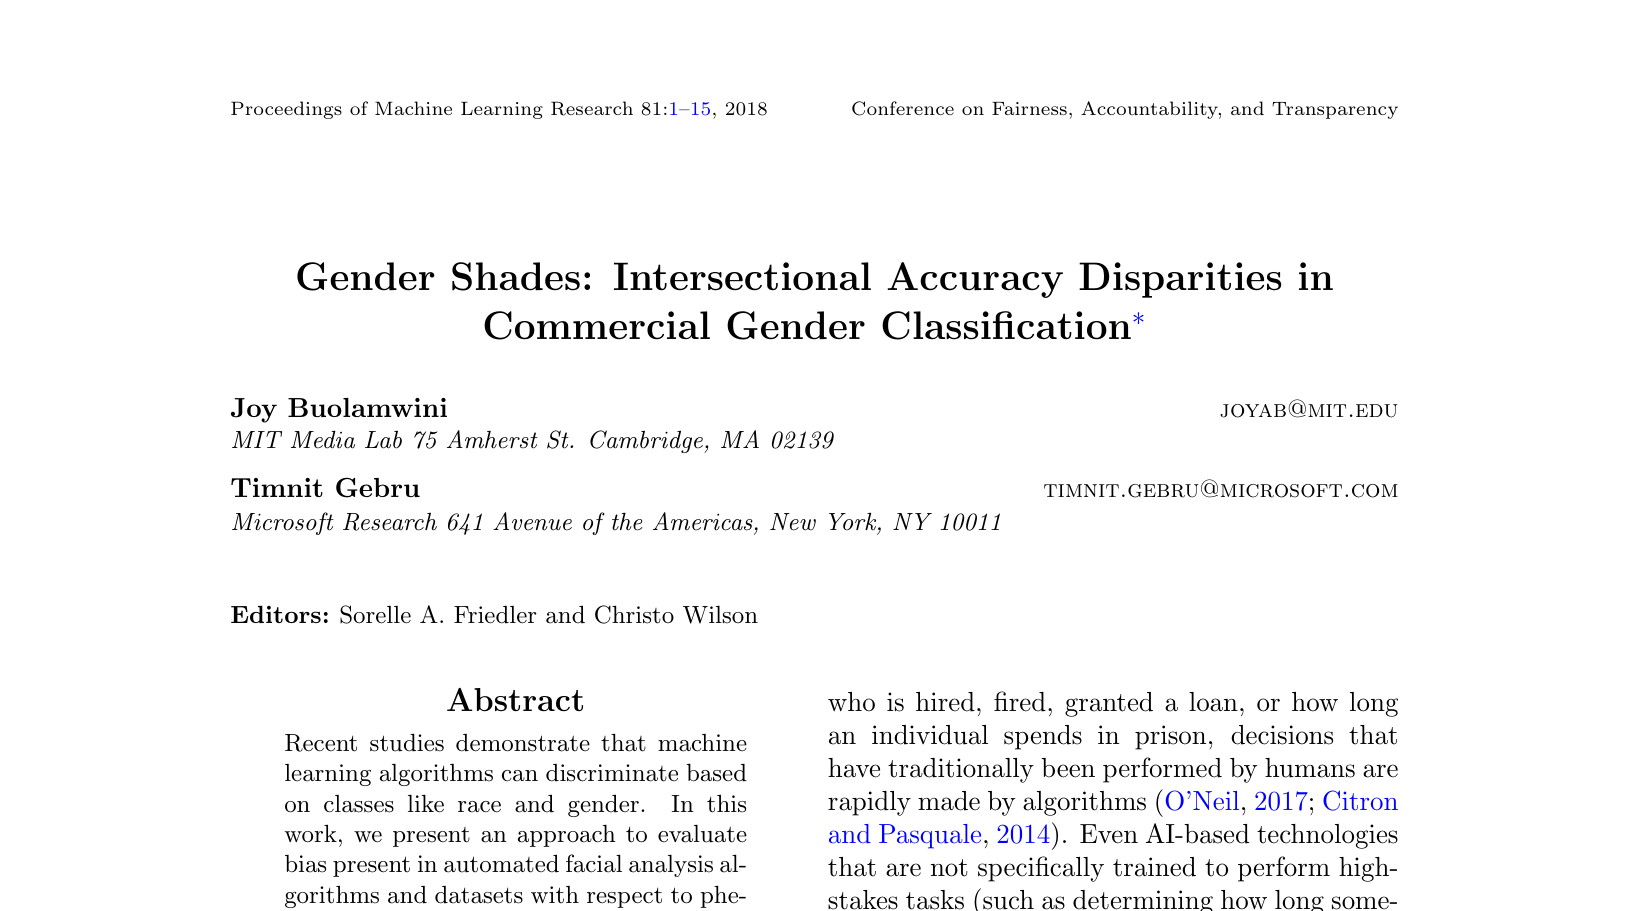 Proceedings of Machine Learning Research 81:1–15, 2018 Conference on Fairness, Accountability, and Transparency
Gender Shades: Intersectional Accuracy Disparities in
Commercial Gender Classification*
Joy Buolamwini joyab@mit.edu
MIT Media Lab 75 Amherst St. Cambridge, MA 02139
Timnit Gebru timnit.gebru@microsoft.com
Microsoft Research 641 Avenue of the Americas, New York, NY 10011
Editors: Sorelle A. Friedler and Christo Wilson
Abstract
Recent studies demonstrate that machine
learning algorithms can discriminate based
on classes like race and gender. In this
work, we present an approach to evaluate
bias present in automated facial analysis al-
gorithms and datasets with respect to phe-
who is hired, fired, granted a loan, or how long
an individual spends in prison, decisions that
have traditionally been performed by humans are
rapidly made by algorithms (O'Neil, 2017; Citron
and Pasquale, 2014). Even AI-based technologies
that are not specifically trained to perform high-
stakes tasks (such as determining how long some-